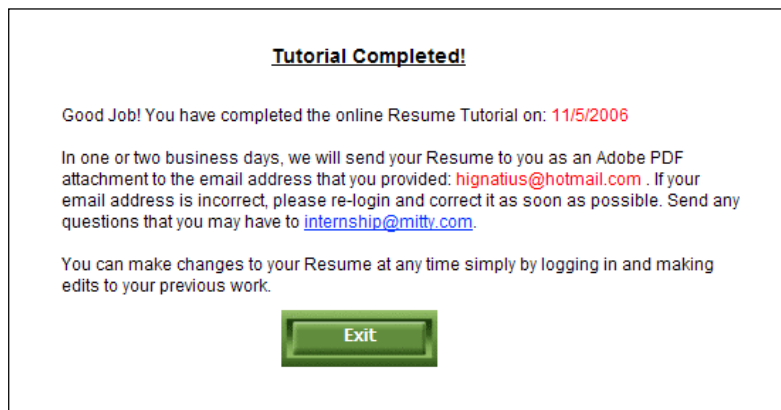 Tutorial Completed!
Good Job! You have completed the online Resume Tutorial on: 11/5/2006
In one or two business days, we will send your Resume to you as an Adobe PDF
attachment to the email address that you provided: hignatius@hotmail.com . If your
email address is incorrect, please re-login and correct it as soon as possible. Send any
questions that you may have to internship@mitty.com.
You can make changes to your Resume at any time simply by logging in and making
edits to your previous work.
Exit